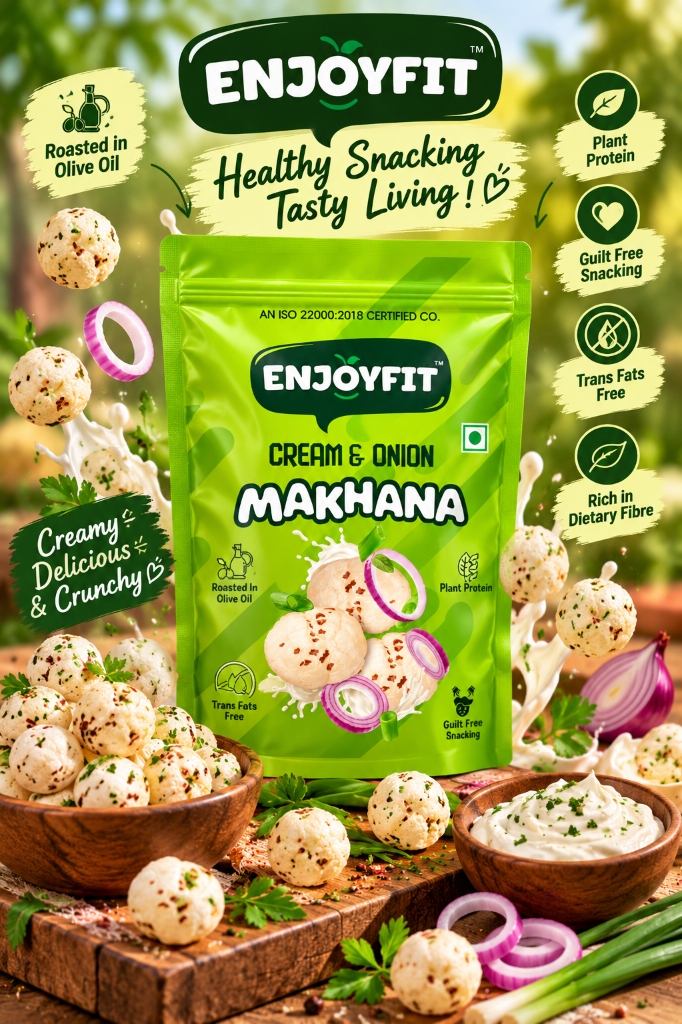 ENJOYFIT™
Healthy Snacking
Tasty Living!
Roasted in
Olive Oil
Plant
Protein
Guilt Free
Snacking
Trans Fats
Free
Rich in
Dietary Fibre
Creamy
Delicious
& Crunchy
AN ISO 22000:2018 CERTIFIED CO.
ENJOYFIT™
CREAM & ONION
MAKHANA
Roasted In
Olive Oil
Plant Protein
Trans Fats
Free
Guilt Free
Snacking